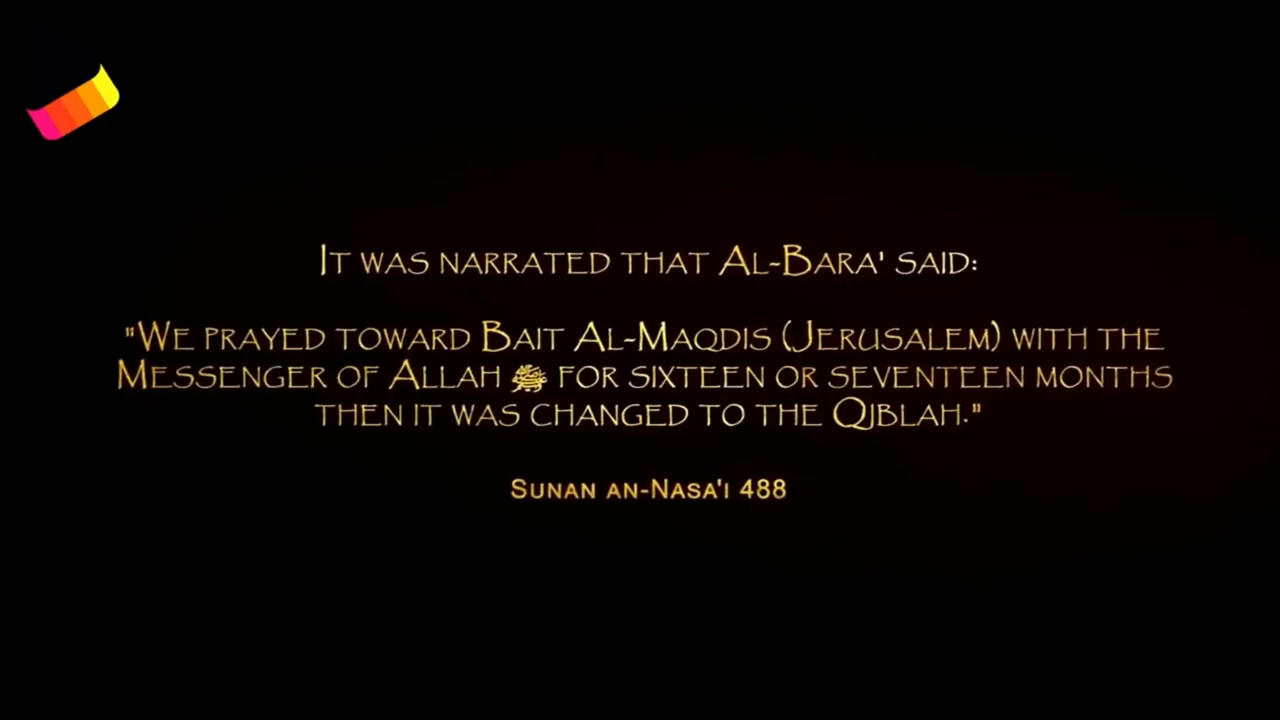 It was narrated that Al-Bara' said:
"We prayed toward Bait Al-Maqdis (Jerusalem) with the
Messenger of Allah ﷺ for sixteen or seventeen months
then it was changed to the Qiblah."
Sunan an-Nasa'i 488